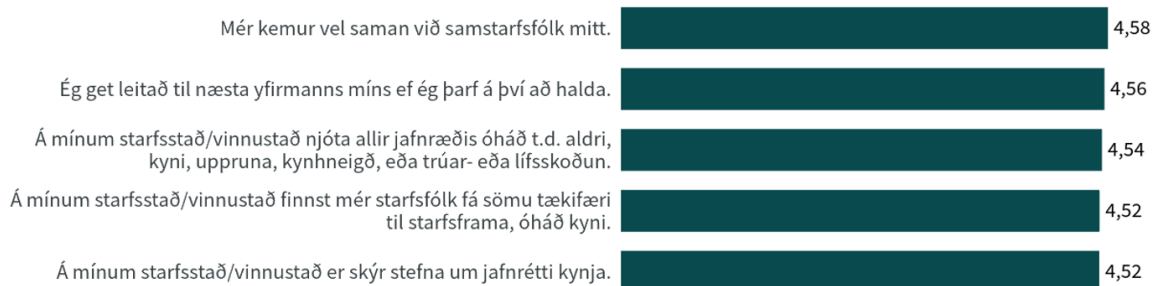 Mér kemur vel saman við samstarfsfólk mitt.
4,58
Ég get leitað til næsta yfirmanns míns ef ég þarf á því að halda.
4,56
Á mínum starfsstað/vinnustað njóta allir jafnræðis óháð t.d. aldri,
kyni, uppruna, kynhneigð, eða trúar- eða lífsskoðun.
4,54
Á mínum starfsstað/vinnustað finnst mér starfsfólk fá sömu tækifæri
til starfsframa, óháð kyni.
4,52
Á mínum starfsstað/vinnustað er skýr stefna um jafnrétti kynja.
4,52